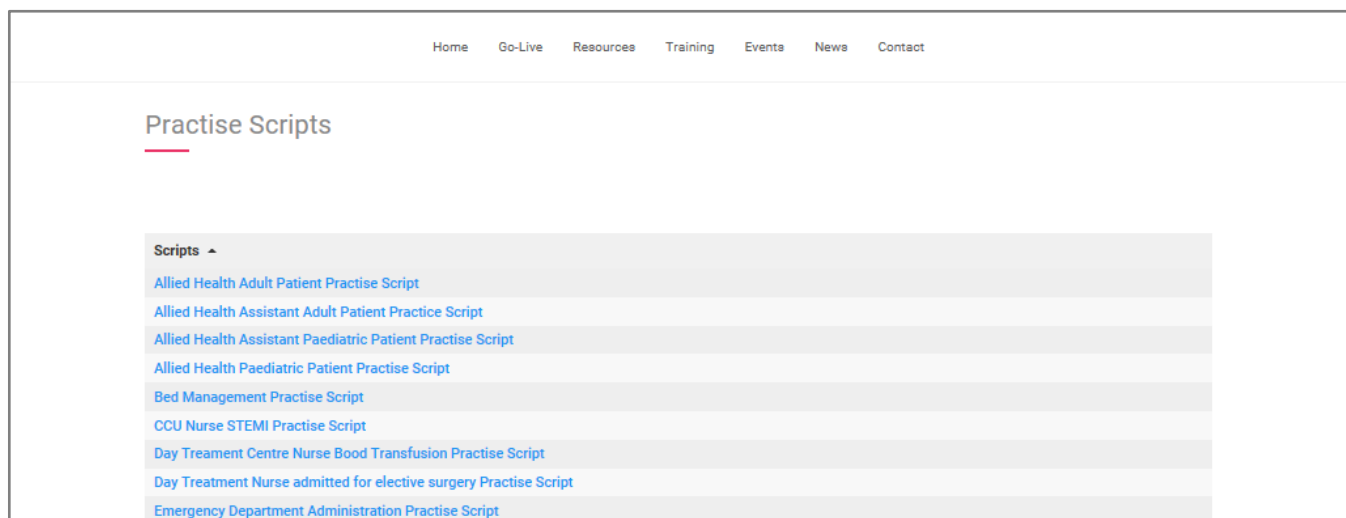 Home Go-Live Resources Training Events News Contact
Practise Scripts
Scripts
Allied Health Adult Patient Practise Script
Allied Health Assistant Adult Patient Practice Script
Allied Health Assistant Paediatric Patient Practise Script
Allied Health Paediatric Patient Practise Script
Bed Management Practise Script
CCU Nurse STEMI Practise Script
Day Treament Centre Nurse Bood Transfusion Practise Script
Day Treatment Nurse admitted for elective surgery Practise Script
Emergency Department Administration Practise Script